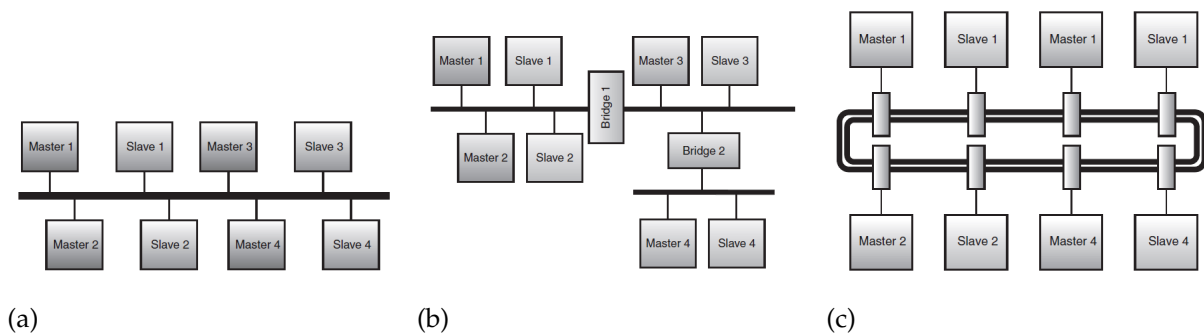 Master 1
Slave 1
Master 3
Slave 3
Master 2
Slave 2
Master 4
Slave 4
(a)
Master 1
Slave 1
Bridge 1
Master 3
Slave 3
Master 2
Slave 2
Bridge 2
Master 4
Slave 4
(b)
Master 1
Slave 1
Master 1
Slave 1
Master 2
Slave 2
Master 4
Slave 4
(c)